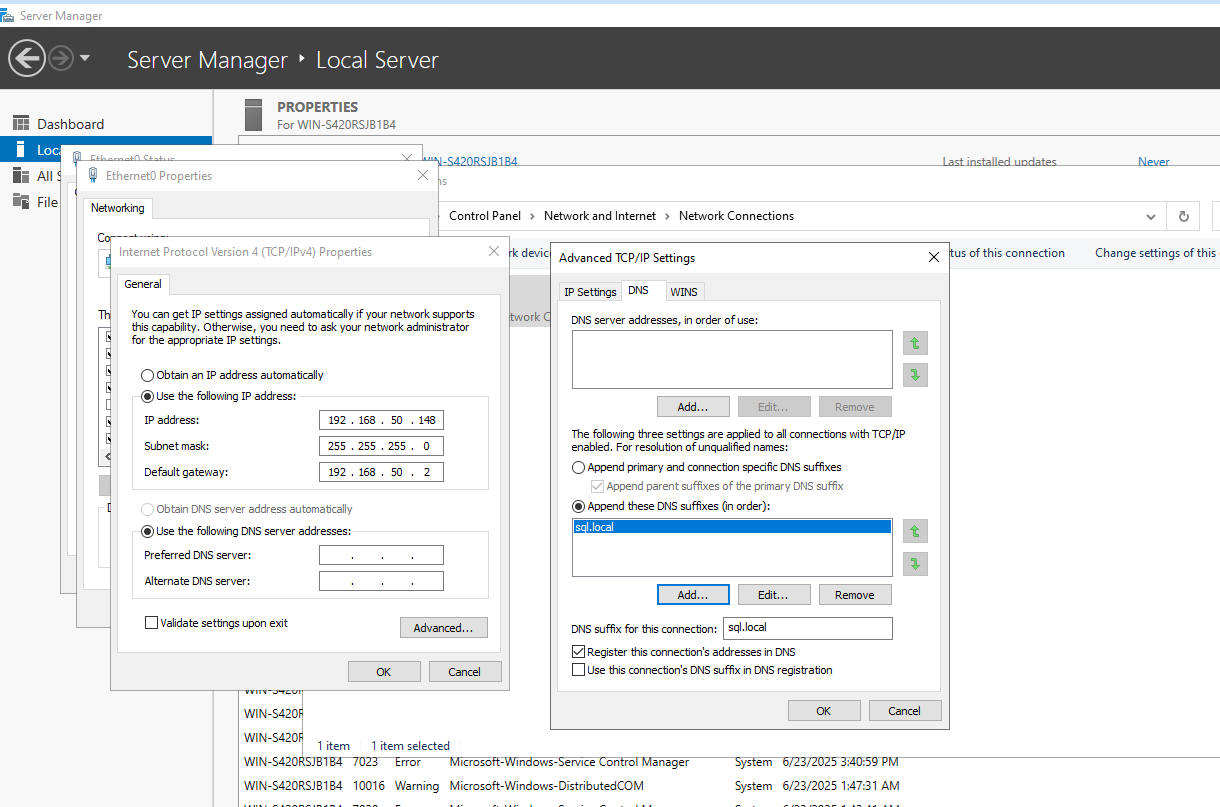 Server Manager
Server Manager ‣ Local Server
Dashboard
Loca
All S
File
PROPERTIES
For WIN-S420RSJB1B4
WIN-S420RSJB1B4
Last installed updates
Never
Ethernet0 Status
Ethernet0 Properties
Networking
Connect using:
Control Panel › Network and Internet › Network Connections
Change settings of this
tus of this connection
Internet Protocol Version 4 (TCP/IPv4) Properties
General
You can get IP settings assigned automatically if your network supports
this capability. Otherwise, you need to ask your network administrator
for the appropriate IP settings.
Obtain an IP address automatically
Use the following IP address:
IP address: 192 . 168 . 50 . 148
Subnet mask: 255 . 255 . 255 . 0
Default gateway: 192 . 168 . 50 . 2
Obtain DNS server address automatically
Use the following DNS server addresses:
Preferred DNS server: . . .
Alternate DNS server: . . .
Validate settings upon exit
Advanced...
OK
Cancel
Advanced TCP/IP Settings
IP Settings
DNS
WINS
DNS server addresses, in order of use:
Add...
Edit...
Remove
The following three settings are applied to all connections with TCP/IP
enabled. For resolution of unqualified names:
Append primary and connection specific DNS suffixes
Append parent suffixes of the primary DNS suffix
Append these DNS suffixes (in order):
sql.local
Add...
Edit...
Remove
DNS suffix for this connection: sql.local
Register this connection's addresses in DNS
Use this connection's DNS suffix in DNS registration
OK
Cancel
WIN-S420R
WIN-S420R
1 item
1 item selected
WIN-S420RSJB1B4 7023 Error Microsoft-Windows-Service Control Manager System 6/23/2025 3:40:59 PM
WIN-S420RSJB1B4 10016 Warning Microsoft-Windows-DistributedCOM System 6/23/2025 1:47:31 AM